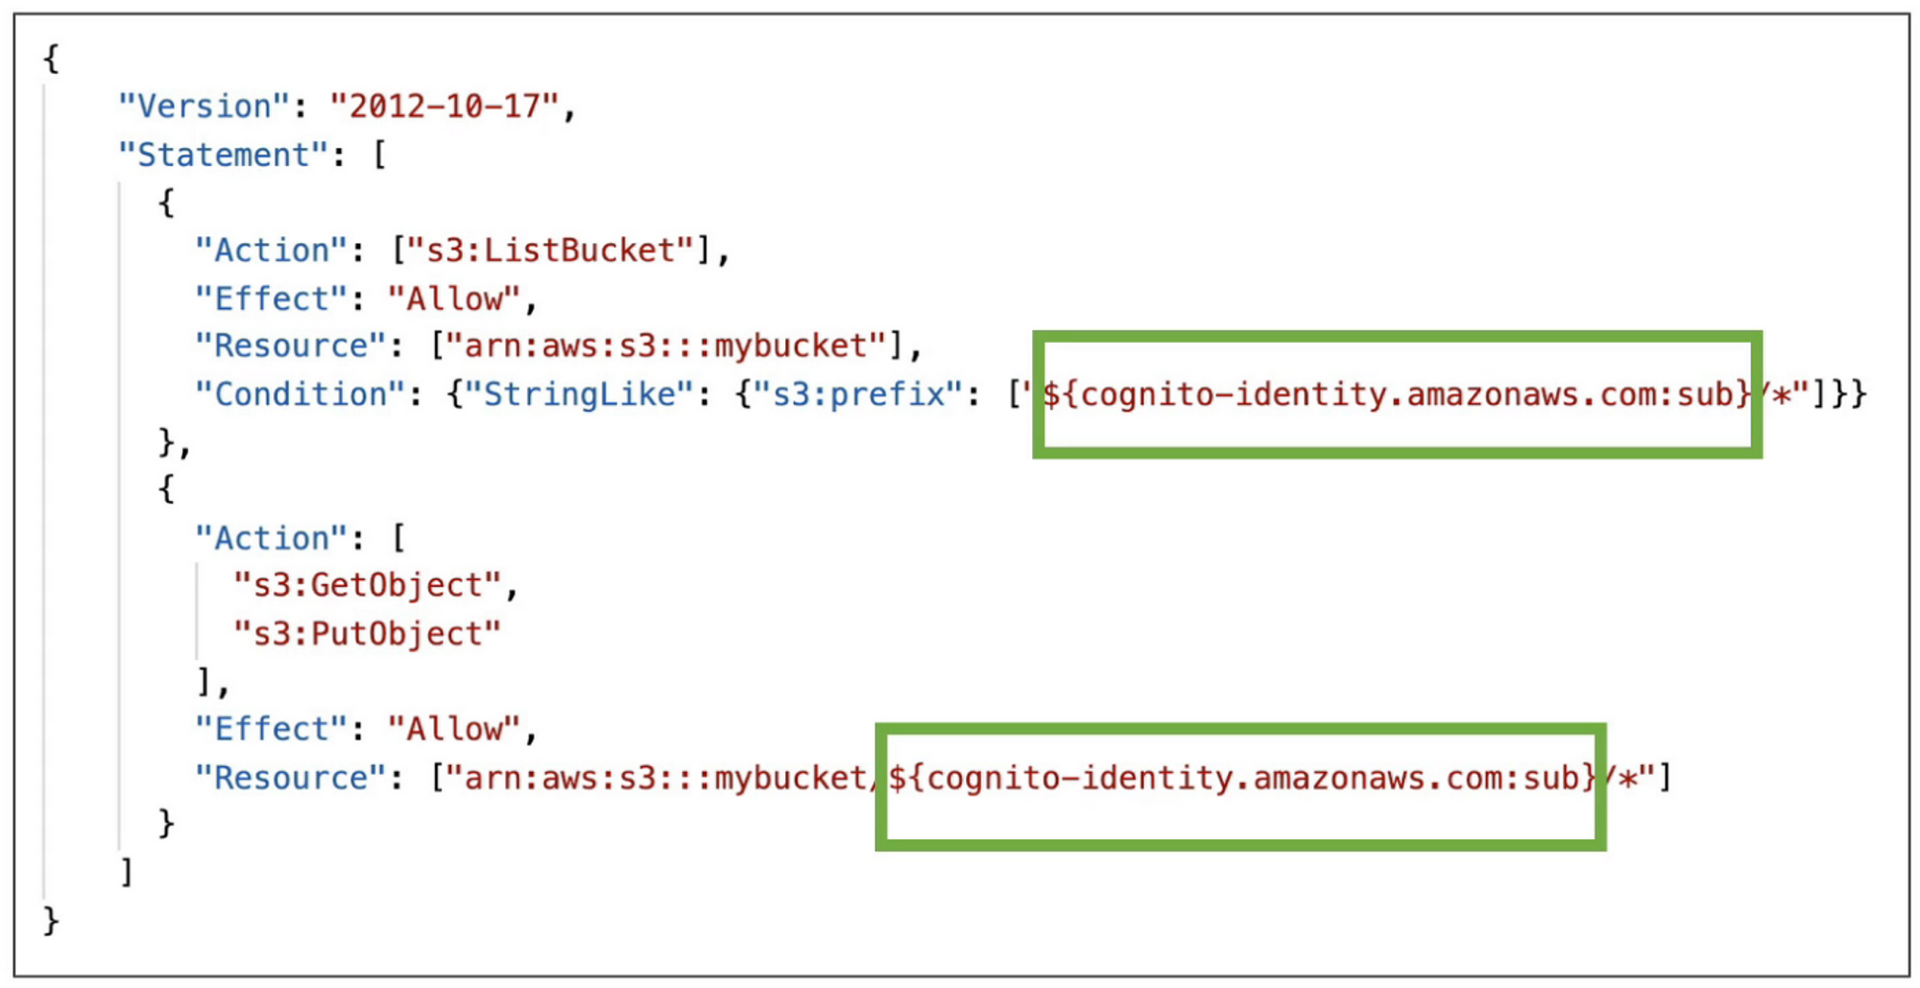 {
"Version": "2012-10-17",
"Statement": [
{
"Action": ["s3:ListBucket"],
"Effect": "Allow",
"Resource": ["arn:aws:s3:::mybucket"],
"Condition": {"StringLike": {"s3:prefix": ["${cognito-identity.amazonaws.com:sub}/*"]}}
},
{
"Action": [
"s3:GetObject",
"s3:PutObject"
],
"Effect": "Allow",
"Resource": ["arn:aws:s3:::mybucket/${cognito-identity.amazonaws.com:sub}/*"]
}
]
}